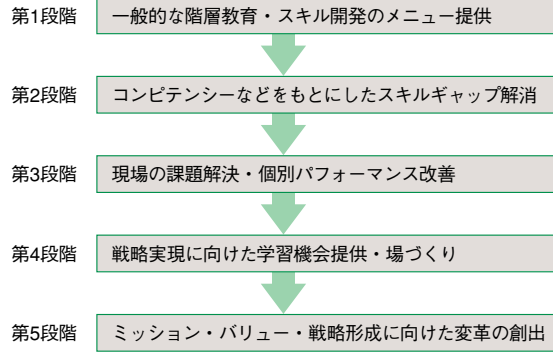 第1段階 一般的な階層教育・スキル開発のメニュー提供
第2段階 コンピテンシーなどをもとにしたスキルギャップ解消
第3段階 現場の課題解決・個別パフォーマンス改善
第4段階 戦略実現に向けた学習機会提供・場づくり
第5段階 ミッション・バリュー・戦略形成に向けた変革の創出